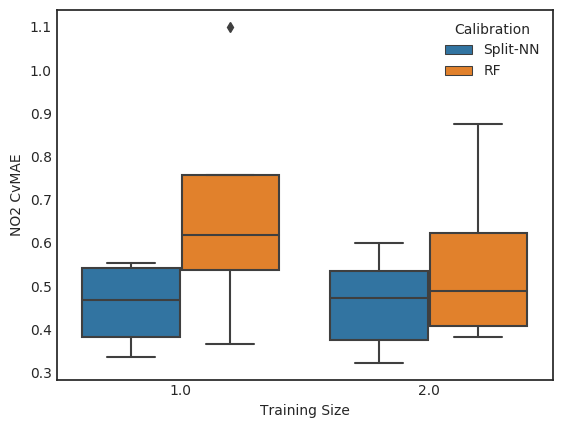 Calibration
Split-NN
RF
NO2 CvMAE
1.1
1.0
0.9
0.8
0.7
0.6
0.5
0.4
0.3
1.0
2.0
Training Size